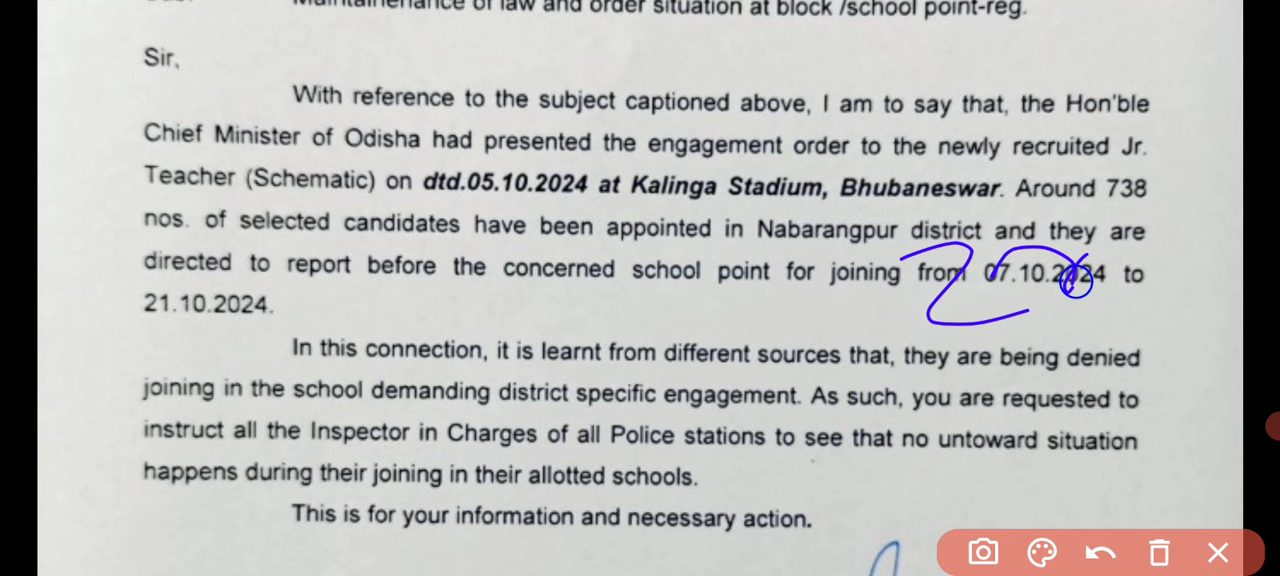 Maintainenance of law and order situation at block /school point-reg.
Sir,
With reference to the subject captioned above, I am to say that, the Hon'ble
Chief Minister of Odisha had presented the engagement order to the newly recruited Jr.
Teacher (Schematic) on dtd.05.10.2024 at Kalinga Stadium, Bhubaneswar. Around 738
nos. of selected candidates have been appointed in Nabarangpur district and they are
directed to report before the concerned school point for joining from 07.10.2024 to
21.10.2024.
In this connection, it is learnt from different sources that, they are being denied
joining in the school demanding district specific engagement. As such, you are requested to
instruct all the Inspector in Charges of all Police stations to see that no untoward situation
happens during their joining in their allotted schools.
This is for your information and necessary action.